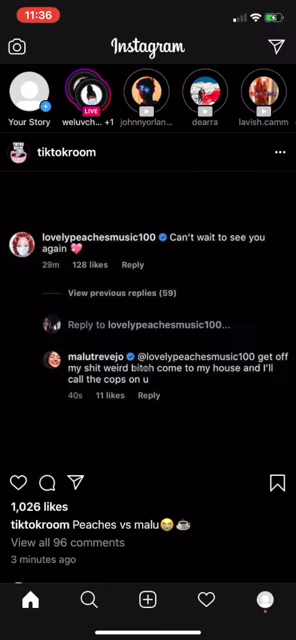 11:36
Instagram
Your Story
LIVE
weluvch... +1
johnnyorlan...
dearra
lavish.camm
tiktokroom
lovelypeachesmusic100 Can't wait to see you
again 💖
29m 128 likes Reply
View previous replies (59)
Reply to lovelypeachesmusic100...
malutrevejo @lovelypeachesmusic100 get off
my shit weird bitch come to my house and I'll
call the cops on u
40s 11 likes Reply
1,026 likes
tiktokroom Peaches vs malu😭☕
View all 96 comments
3 minutes ago